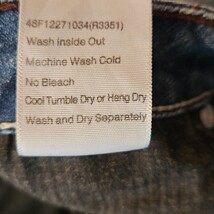 48F12271034(R3351)
Wash Inside Out
Machine Wash Cold
No Bleach
Cool Tumble Dry or Hang Dry
Wash and Dry Separately